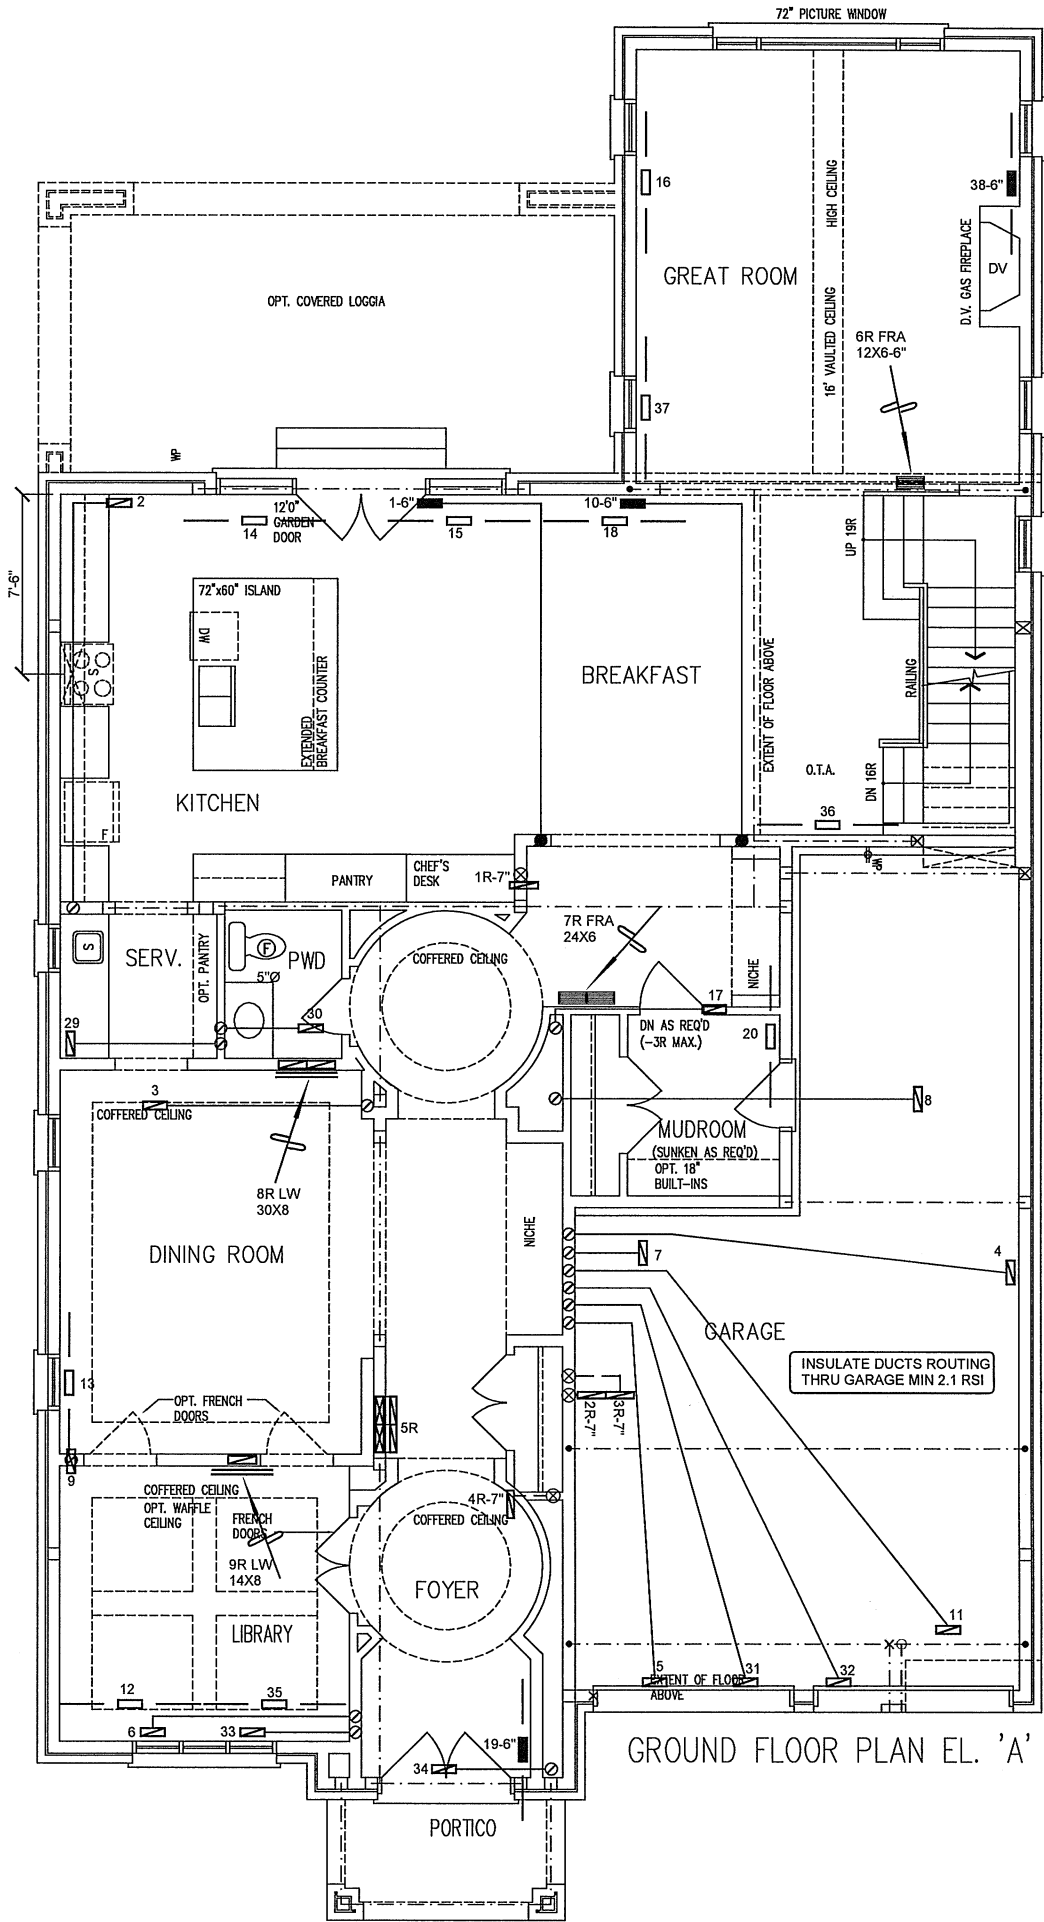 72" PICTURE WINDOW
16
38-6"
HIGH CEILING
GREAT ROOM
D.V. GAS FIREPLACE
DV
OPT. COVERED LOGGIA
16' VAULTED CEILING
6R FRA
12X6-6"
37
WP
2
12'0"
GARDEN
DOOR
14
1-6"
15
10-6"
18
UP 19R
7'-6"
72"x60" ISLAND
DW
S
EXTENDED
BREAKFAST COUNTER
BREAKFAST
EXTENT OF FLOOR ABOVE
RAILING
O.T.A.
DN 16R
KITCHEN
F
36
WP
PANTRY
CHEF'S
DESK
1R-7"
7R FRA
24X6
S
SERV.
OPT. PANTRY
F
PWD
5"Ø
COFFERED CEILING
NICHE
17
29
30
DN AS REQ'D
(-3R MAX.)
20
3
COFFERED CEILING
8
MUDROOM
(SUNKEN AS REQ'D)
OPT. 18"
BUILT-INS
8R LW
30X8
NICHE
DINING ROOM
7
4
GARAGE
INSULATE DUCTS ROUTING
THRU GARAGE MIN 2.1 RSI
13
OPT. FRENCH
DOORS
5R
2R-7"
3R-7"
9
COFFERED CEILING
OPT. WAFFLE
CEILING
FRENCH
DOORS
4R-7"
COFFERED CEILING
9R LW
14X8
FOYER
LIBRARY
11
12
35
5
31
32
EXTENT OF FLOOR
ABOVE
6
33
34
19-6"
GROUND FLOOR PLAN EL. 'A'
PORTICO